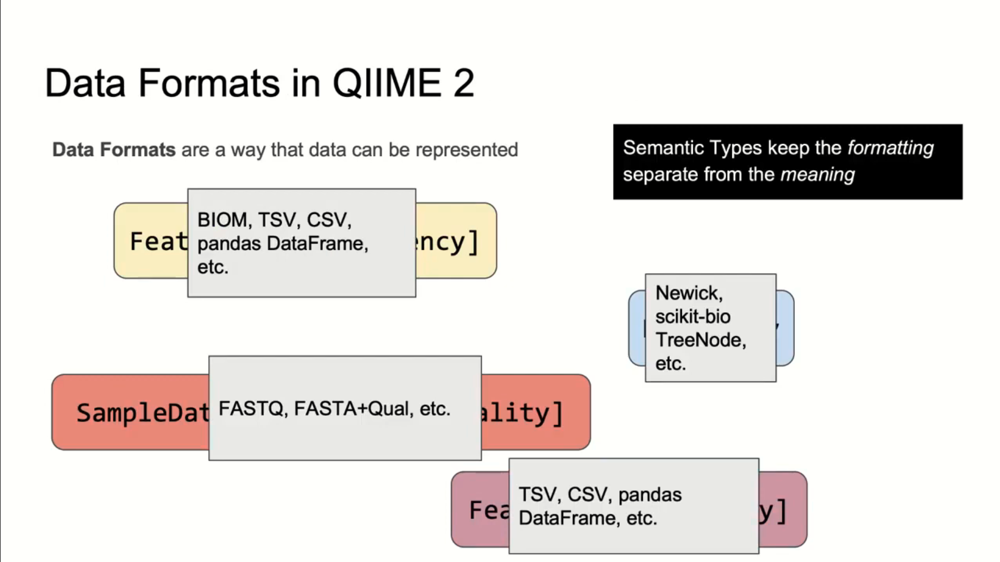 Data Formats in QIIME 2
Data Formats are a way that data can be represented
Semantic Types keep the formatting
separate from the meaning
BIOM, TSV, CSV,
Feat pandas DataFrame, ency]
etc.
Newick,
scikit-bio
TreeNode,
etc.
SampleDat FASTQ, FASTA+Qual, etc. ality]
TSV, CSV, pandas
Fea DataFrame, etc. y]